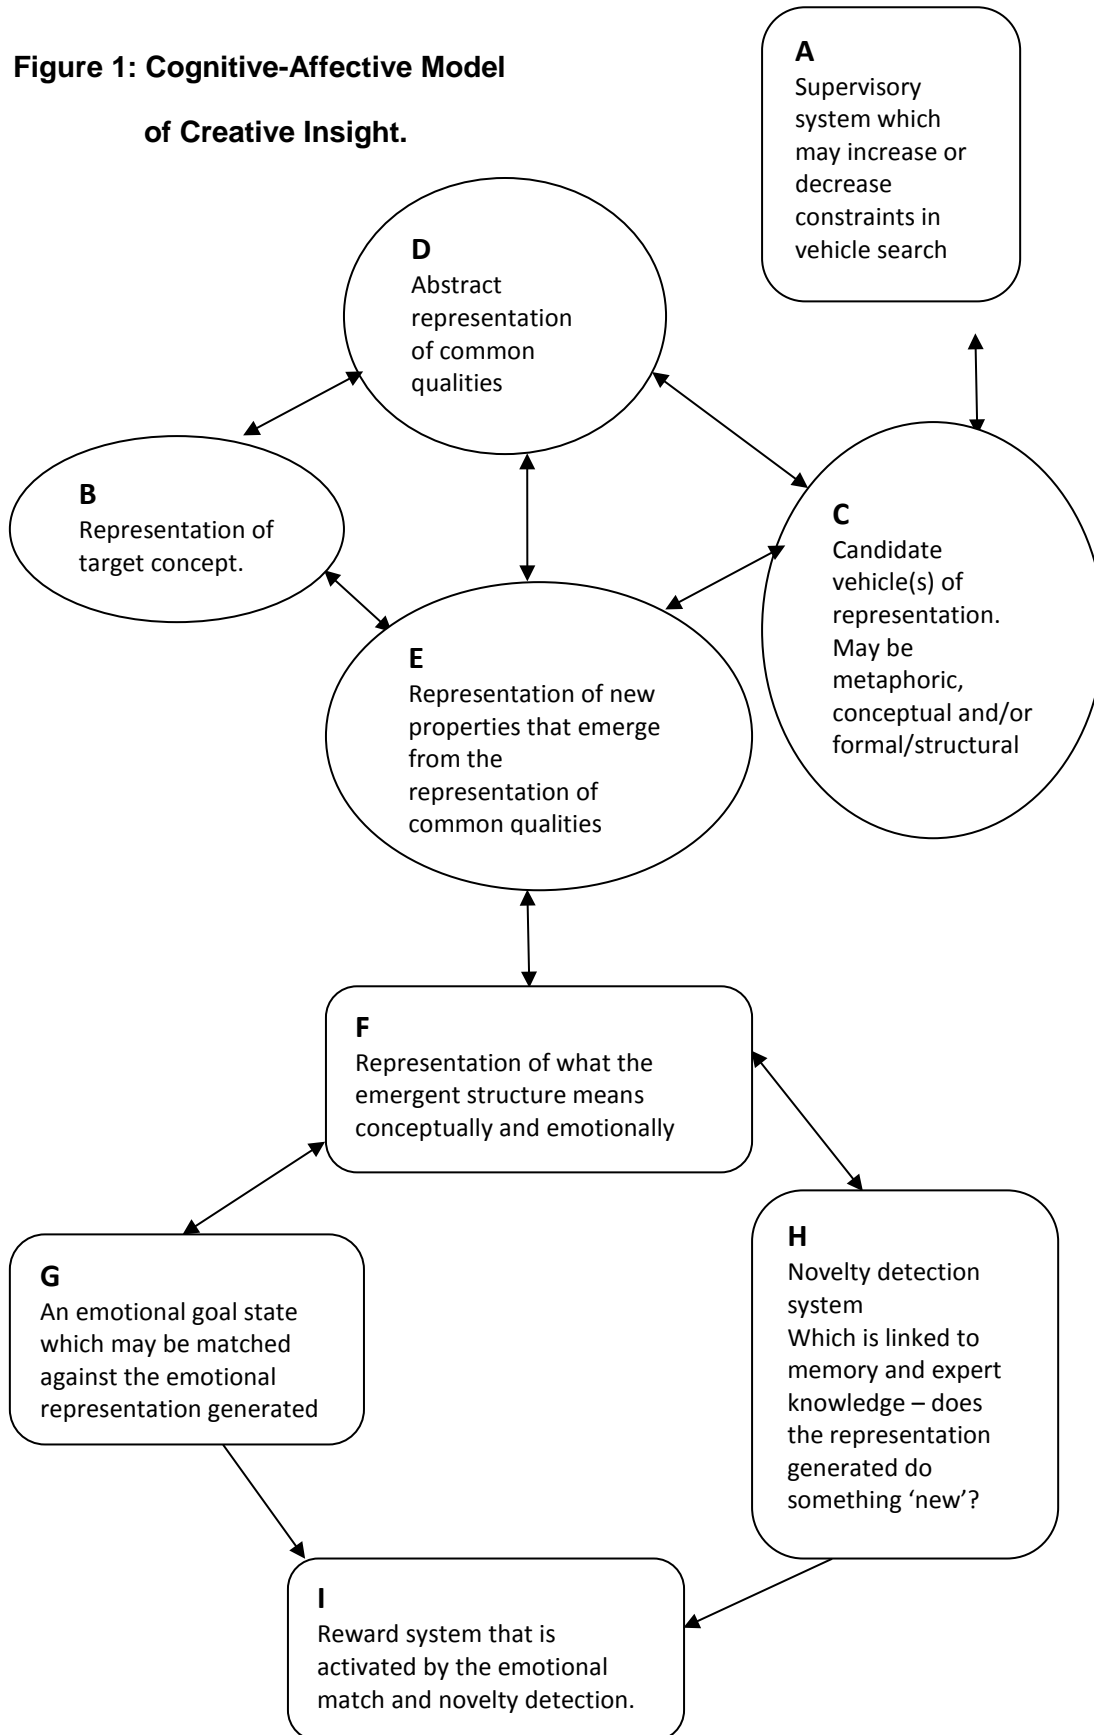 Figure 1: Cognitive-Affective Model
of Creative Insight.
A
Supervisory
system which
may increase or
decrease
constraints in
vehicle search
D
Abstract
representation
of common
qualities
B
Representation of
target concept.
C
Candidate
vehicle(s) of
representation.
May be
metaphoric,
conceptual and/or
formal/structural
E
Representation of new
properties that emerge
from the
representation of
common qualities
F
Representation of what the
emergent structure means
conceptually and emotionally
G
An emotional goal state
which may be matched
against the emotional
representation generated
H
Novelty detection
system
Which is linked to
memory and expert
knowledge – does
the representation
generated do
something ‘new’?
I
Reward system that is
activated by the emotional
match and novelty detection.